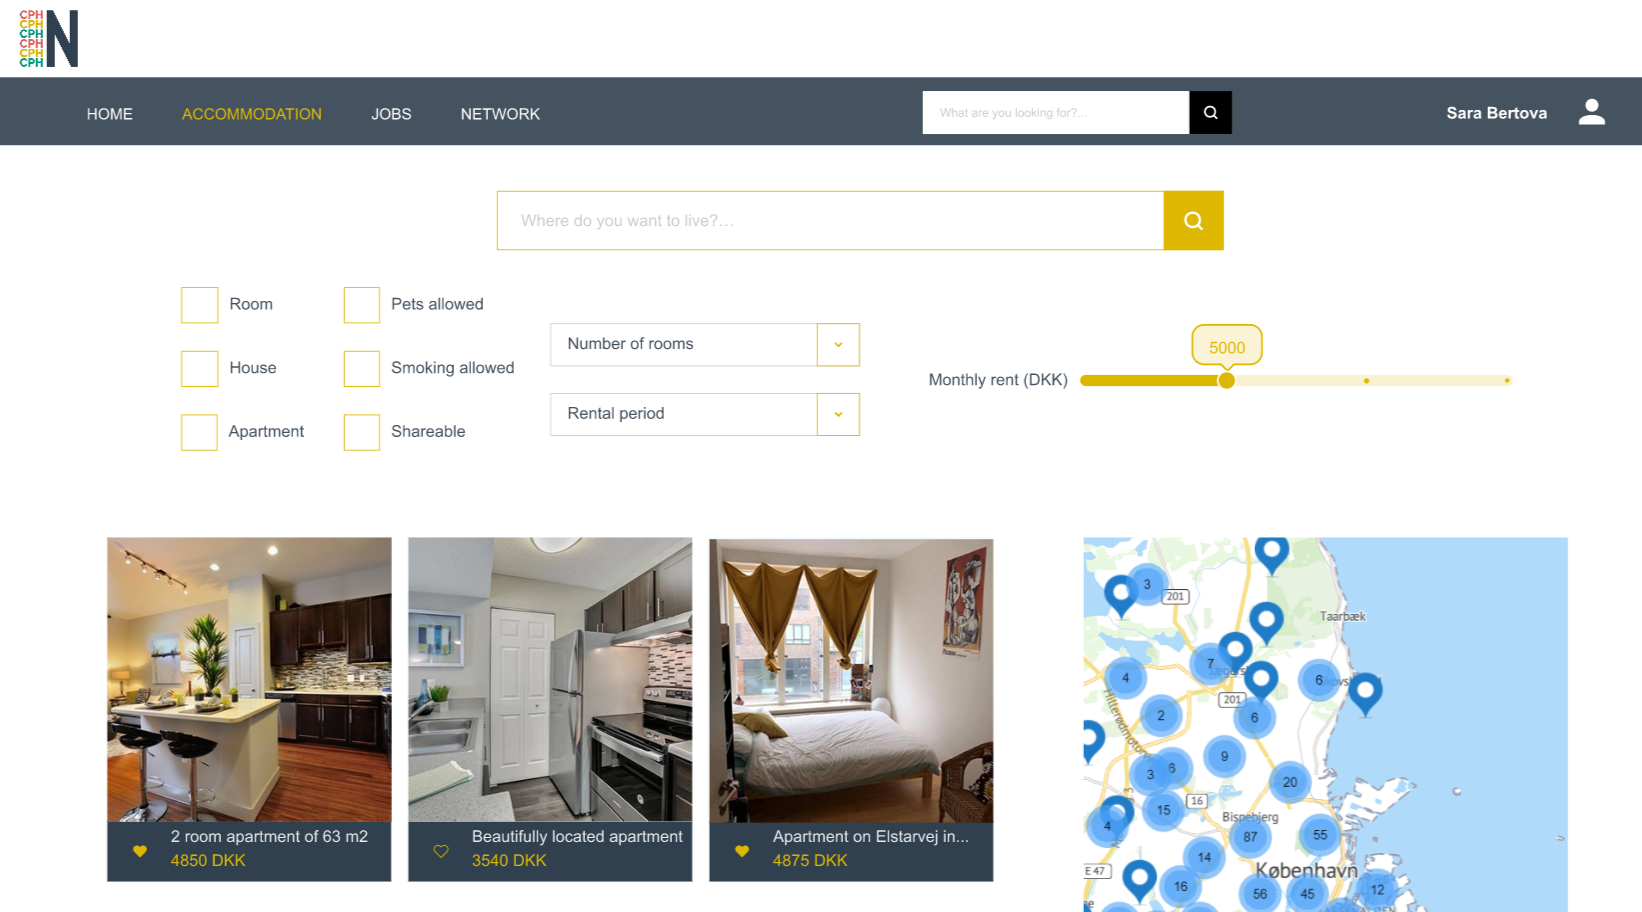 CPH
CPH
CPH
CPH
CPH
CPH
N
HOME
ACCOMMODATION
JOBS
NETWORK
What are you looking for?...
Sara Bertova
Where do you want to live?...
Room
Pets allowed
House
Smoking allowed
Apartment
Shareable
Number of rooms
Rental period
Monthly rent (DKK)
5000
2 room apartment of 63 m2
4850 DKK
Beautifully located apartment
3540 DKK
Apartment on Elstarvej in...
4875 DKK
3
201
Taarbæk
7
4
6
201
2
6
9
3
6
20
16
15
4
Bispebjerg
87
55
14
København
E 47
16
56
45
12